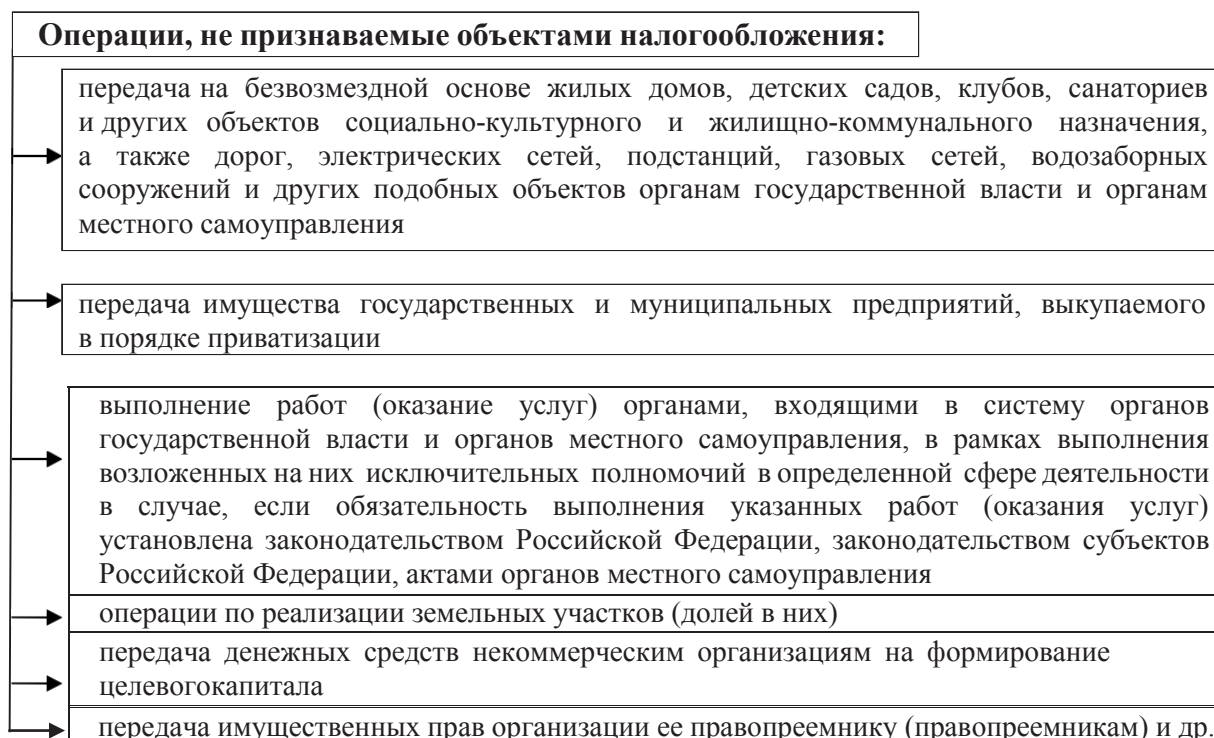 Операции, не признаваемые объектами налогообложения:
передача на безвозмездной основе жилых домов, детских садов, клубов, санаториев
и других объектов социально-культурного и жилищно-коммунального назначения,
а также дорог, электрических сетей, подстанций, газовых сетей, водозаборных
сооружений и других подобных объектов органам государственной власти и органам
местного самоуправления
передача имущества государственных и муниципальных предприятий, выкупаемого
в порядке приватизации
выполнение работ (оказание услуг) органами, входящими в систему органов
государственной власти и органов местного самоуправления, в рамках выполнения
возложенных на них исключительных полномочий в определенной сфере деятельности
в случае, если обязательность выполнения указанных работ (оказания услуг)
установлена законодательством Российской Федерации, законодательством субъектов
Российской Федерации, актами органов местного самоуправления
операции по реализации земельных участков (долей в них)
передача денежных средств некоммерческим организациям на формирование
целевогокапитала
передача имущественных прав организации ее правопреемнику (правопреемникам) и др.